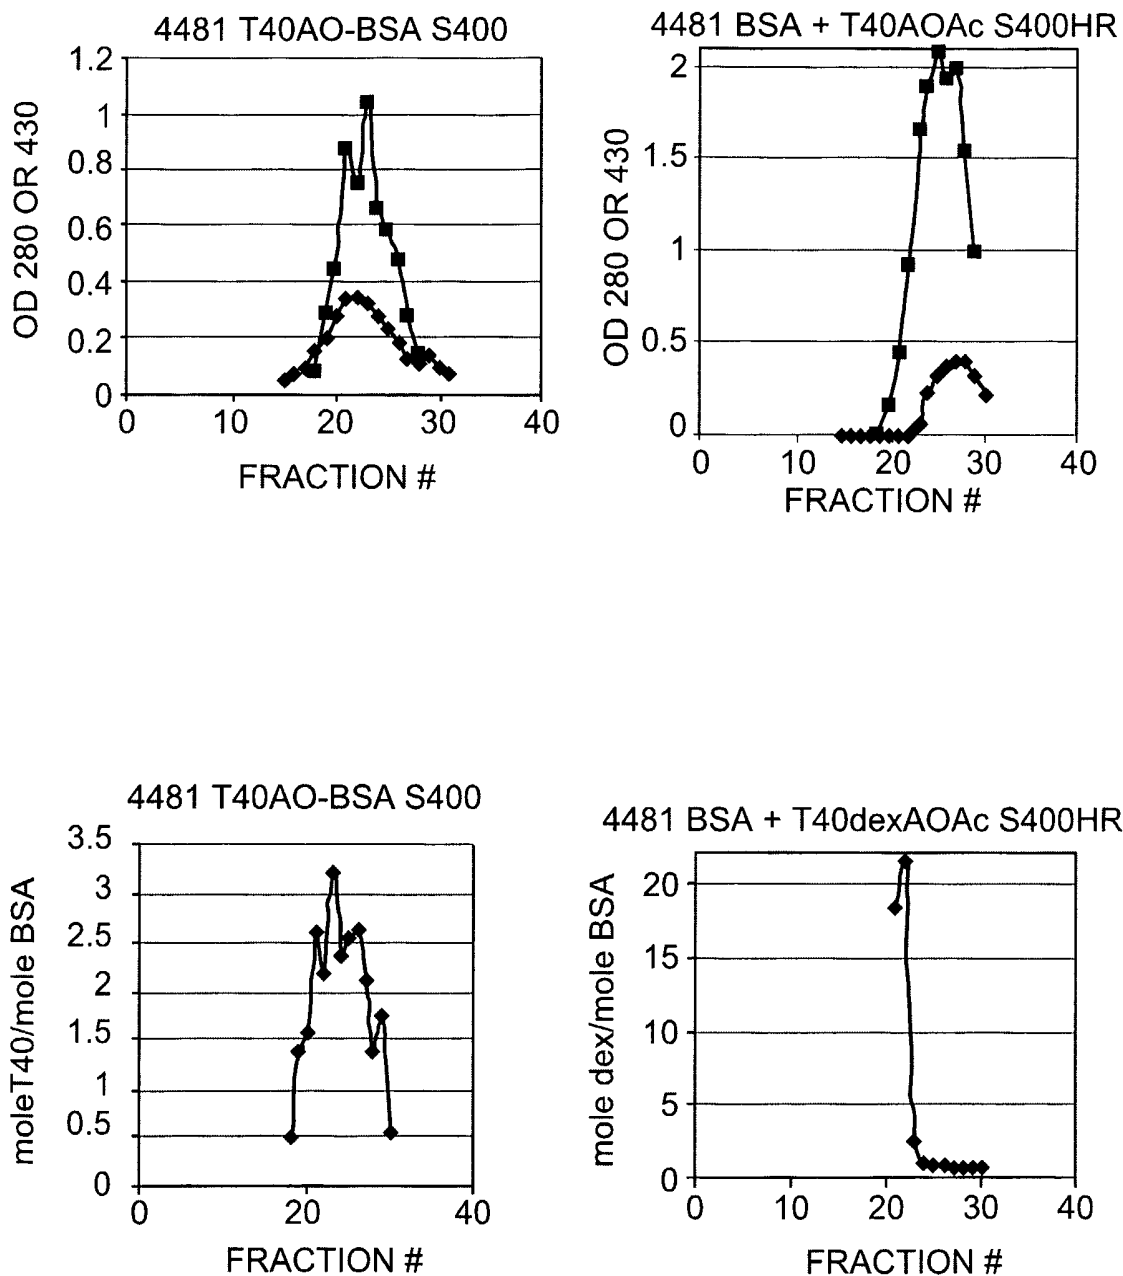 4481 T40AO-BSA S400
1.2
1
0.8
0.6
0.4
0.2
0
0 10 20 30 40
OD 280 OR 430
FRACTION #
4481 BSA + T40AOAc S400HR
2
1.5
1
0.5
0
0 10 20 30 40
OD 280 OR 430
FRACTION #
4481 T40AO-BSA S400
3.5
3
2.5
2
1.5
1
0.5
0
0 20 40
moleT40/mole BSA
FRACTION #
4481 BSA + T40dexAOAc S400HR
20
15
10
5
0
0 10 20 30 40
mole dex/mole BSA
FRACTION #